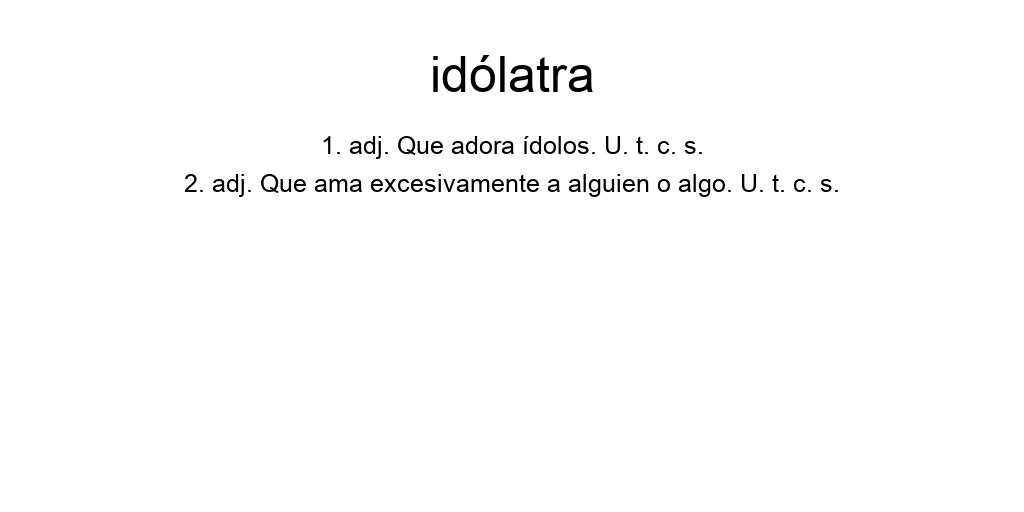 idólatra
1. adj. Que adora ídolos. U. t. c. s.
2. adj. Que ama excesivamente a alguien o algo. U. t. c. s.